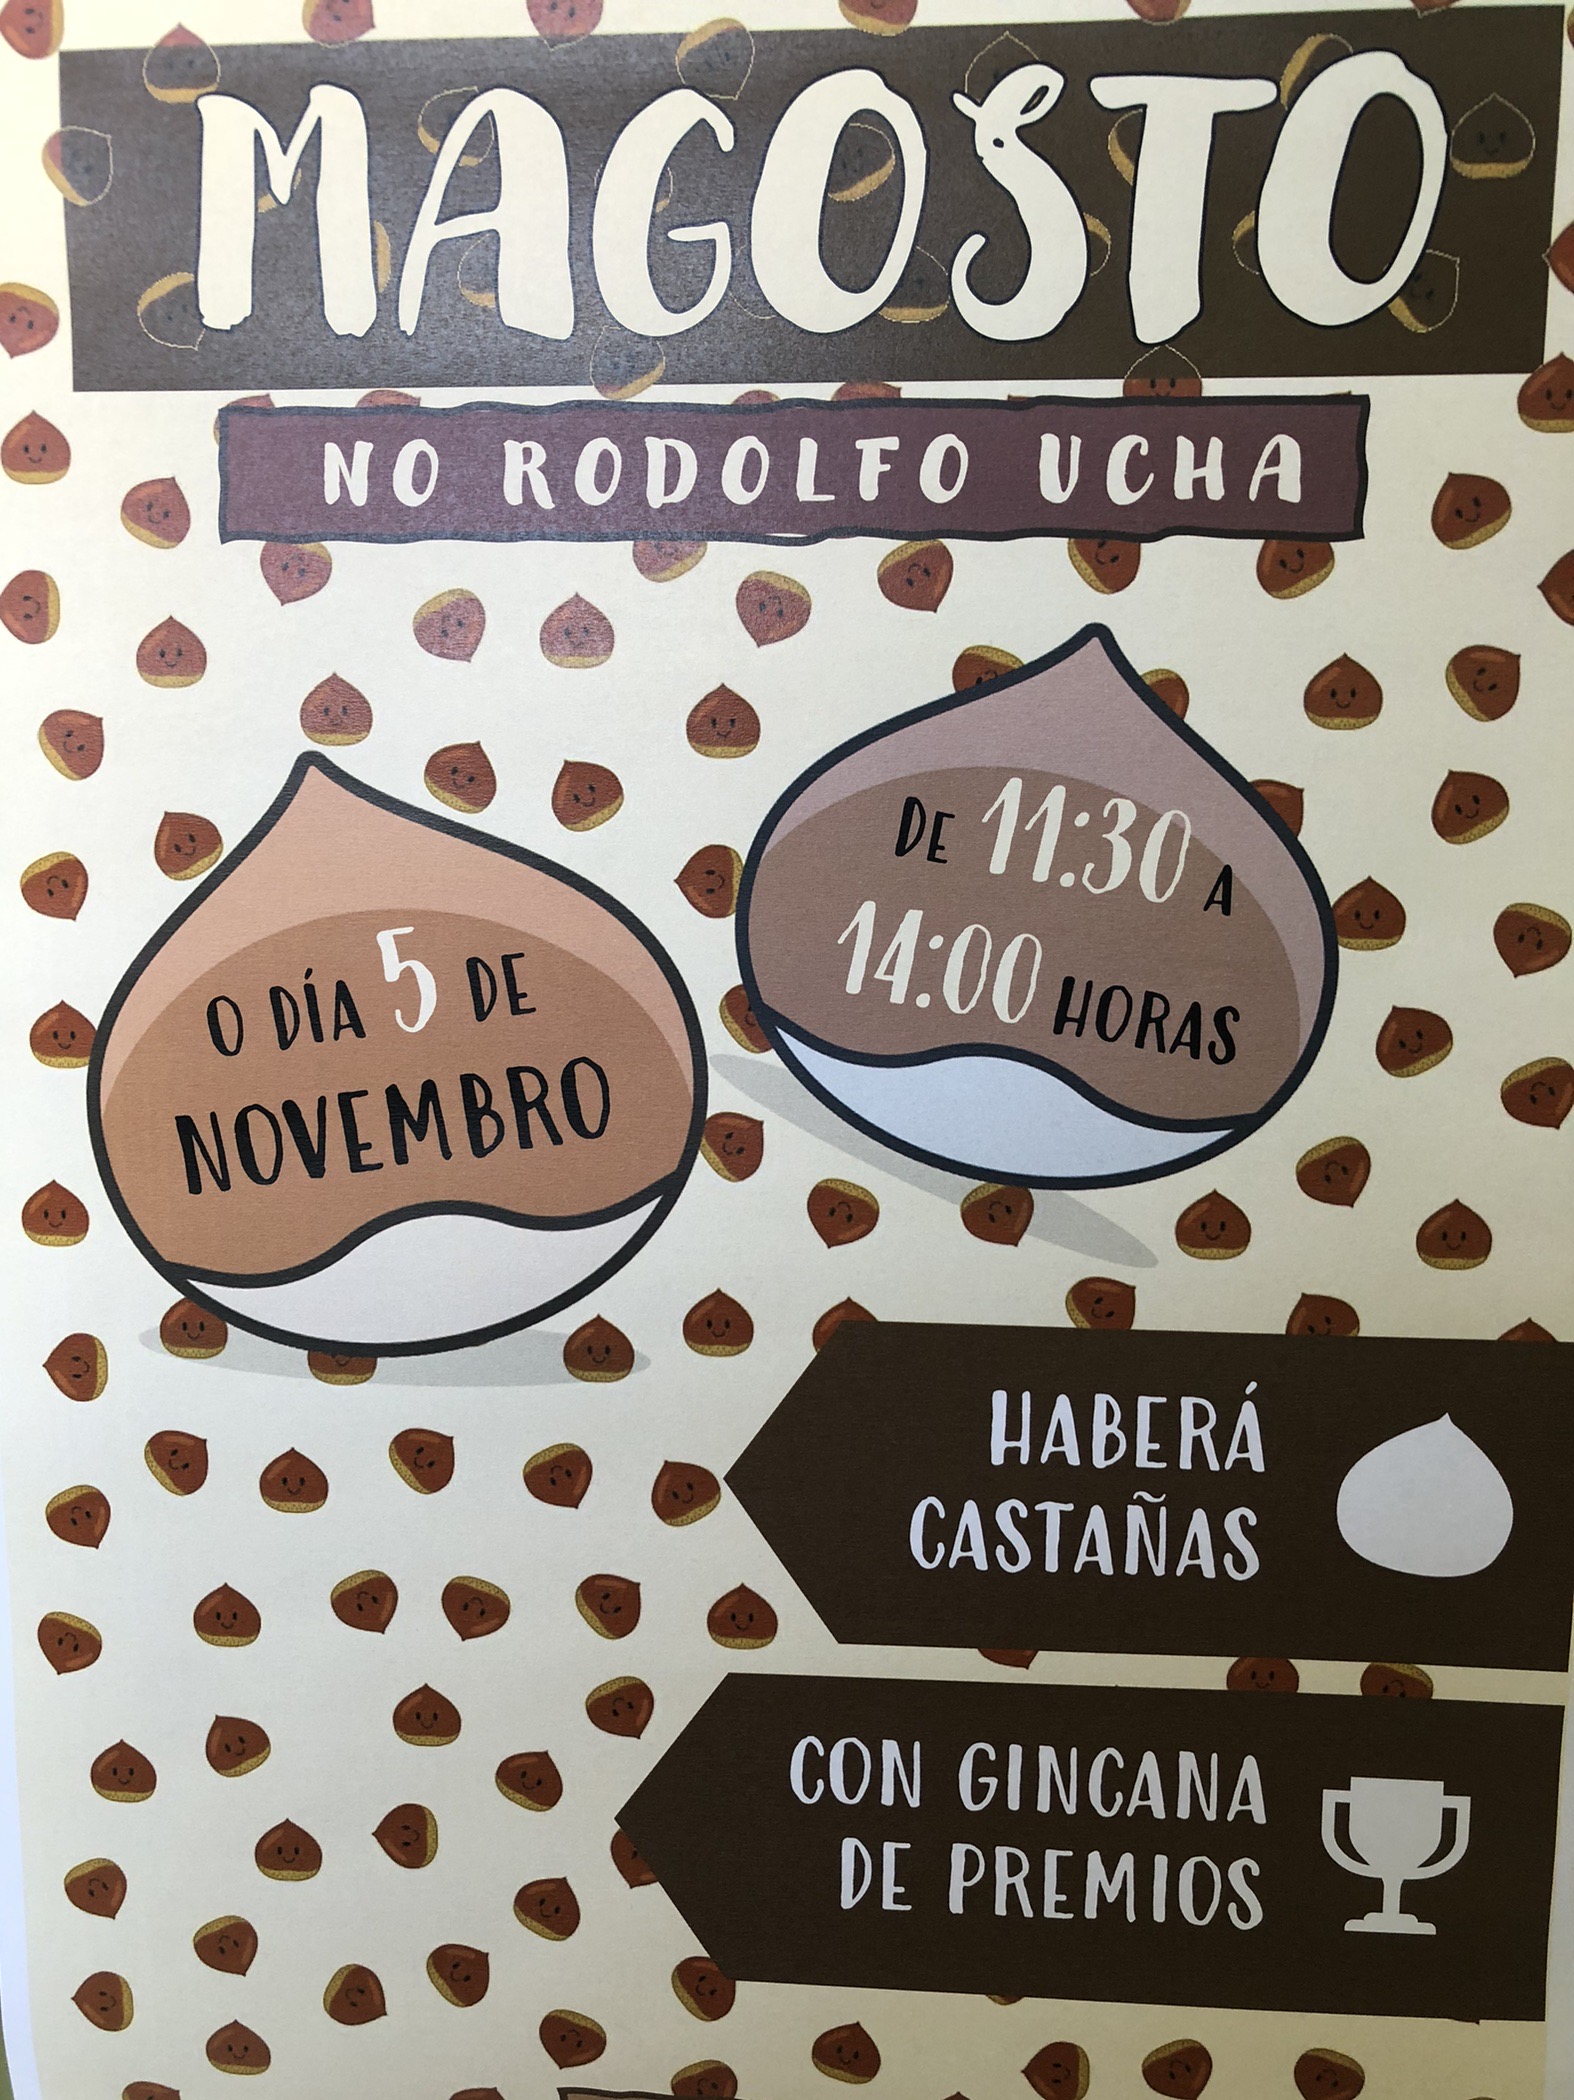 MAGOSTO
NO RODOLFO UCHA
O DÍA 5 DE
NOVEMBRO
DE 11:30 A
14:00 HORAS
HABERÁ
CASTAÑAS
CON GINCANA
DE PREMIOS